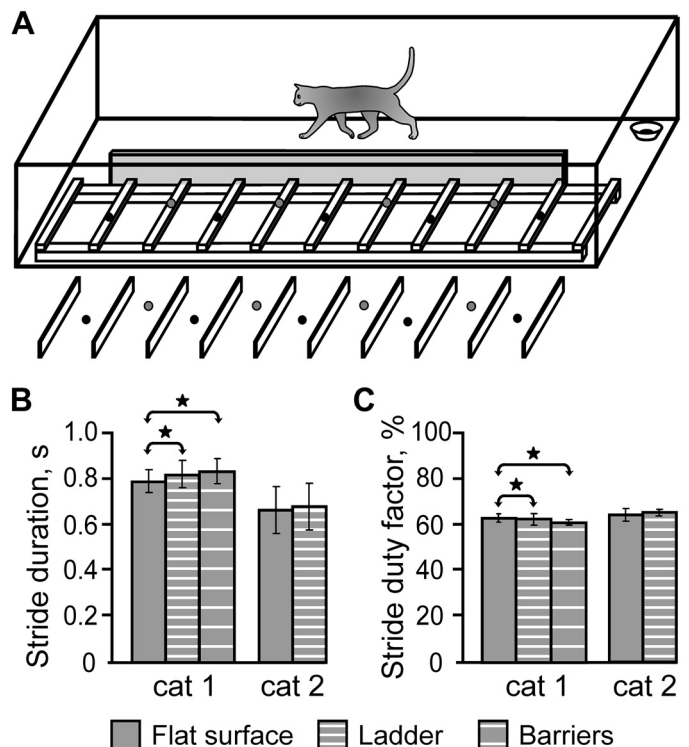 A
B
Stride duration, s
1.0
0.8
0.6
0.4
0.2
0
cat 1
cat 2
C
Stride duty factor, %
100
80
60
40
20
0
cat 1
cat 2
Flat surface
Ladder
Barriers